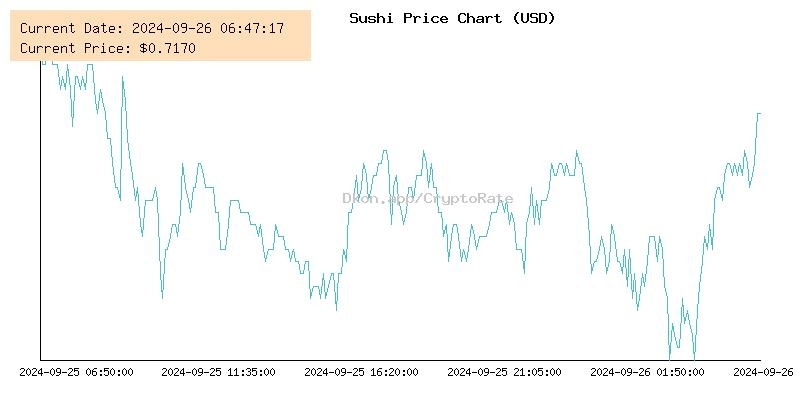 Sushi Price Chart (USD)
Current Date: 2024-09-26 06:47:17
Current Price: $0.7170
Dkon.app/CryptoRate
2024-09-25 06:50:00 2024-09-25 11:35:00 2024-09-25 16:20:00 2024-09-25 21:05:00 2024-09-26 01:50:00 2024-09-26